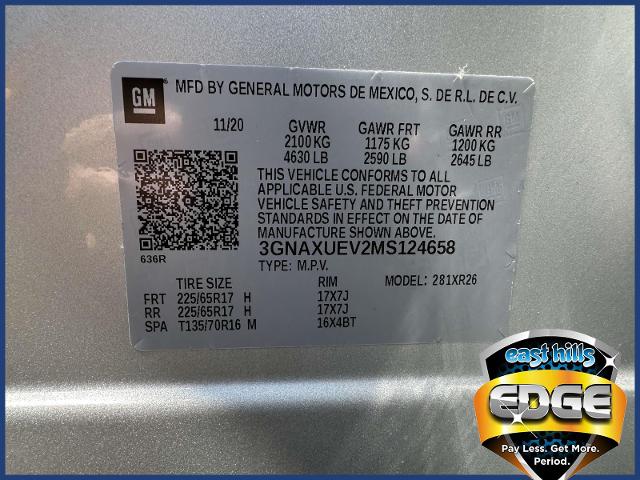 GM
MFD BY GENERAL MOTORS DE MEXICO, S. DE R.L. DE C.V.
11/20 GVWR GAWR FRT GAWR RR
2100 KG 1175 KG 1200 KG
4630 LB 2590 LB 2645 LB
THIS VEHICLE CONFORMS TO ALL
APPLICABLE U.S. FEDERAL MOTOR
VEHICLE SAFETY AND THEFT PREVENTION
STANDARDS IN EFFECT ON THE DATE OF
MANUFACTURE SHOWN ABOVE.
3GNAXUEV2MS124658
636R
TYPE: M.P.V.
TIRE SIZE RIM MODEL: 281XR26
FRT 225/65R17 H 17X7J
RR 225/65R17 H 17X7J
SPA T135/70R16 M 16X4BT
east hills
EDGE
Pay Less. Get More.
Period.